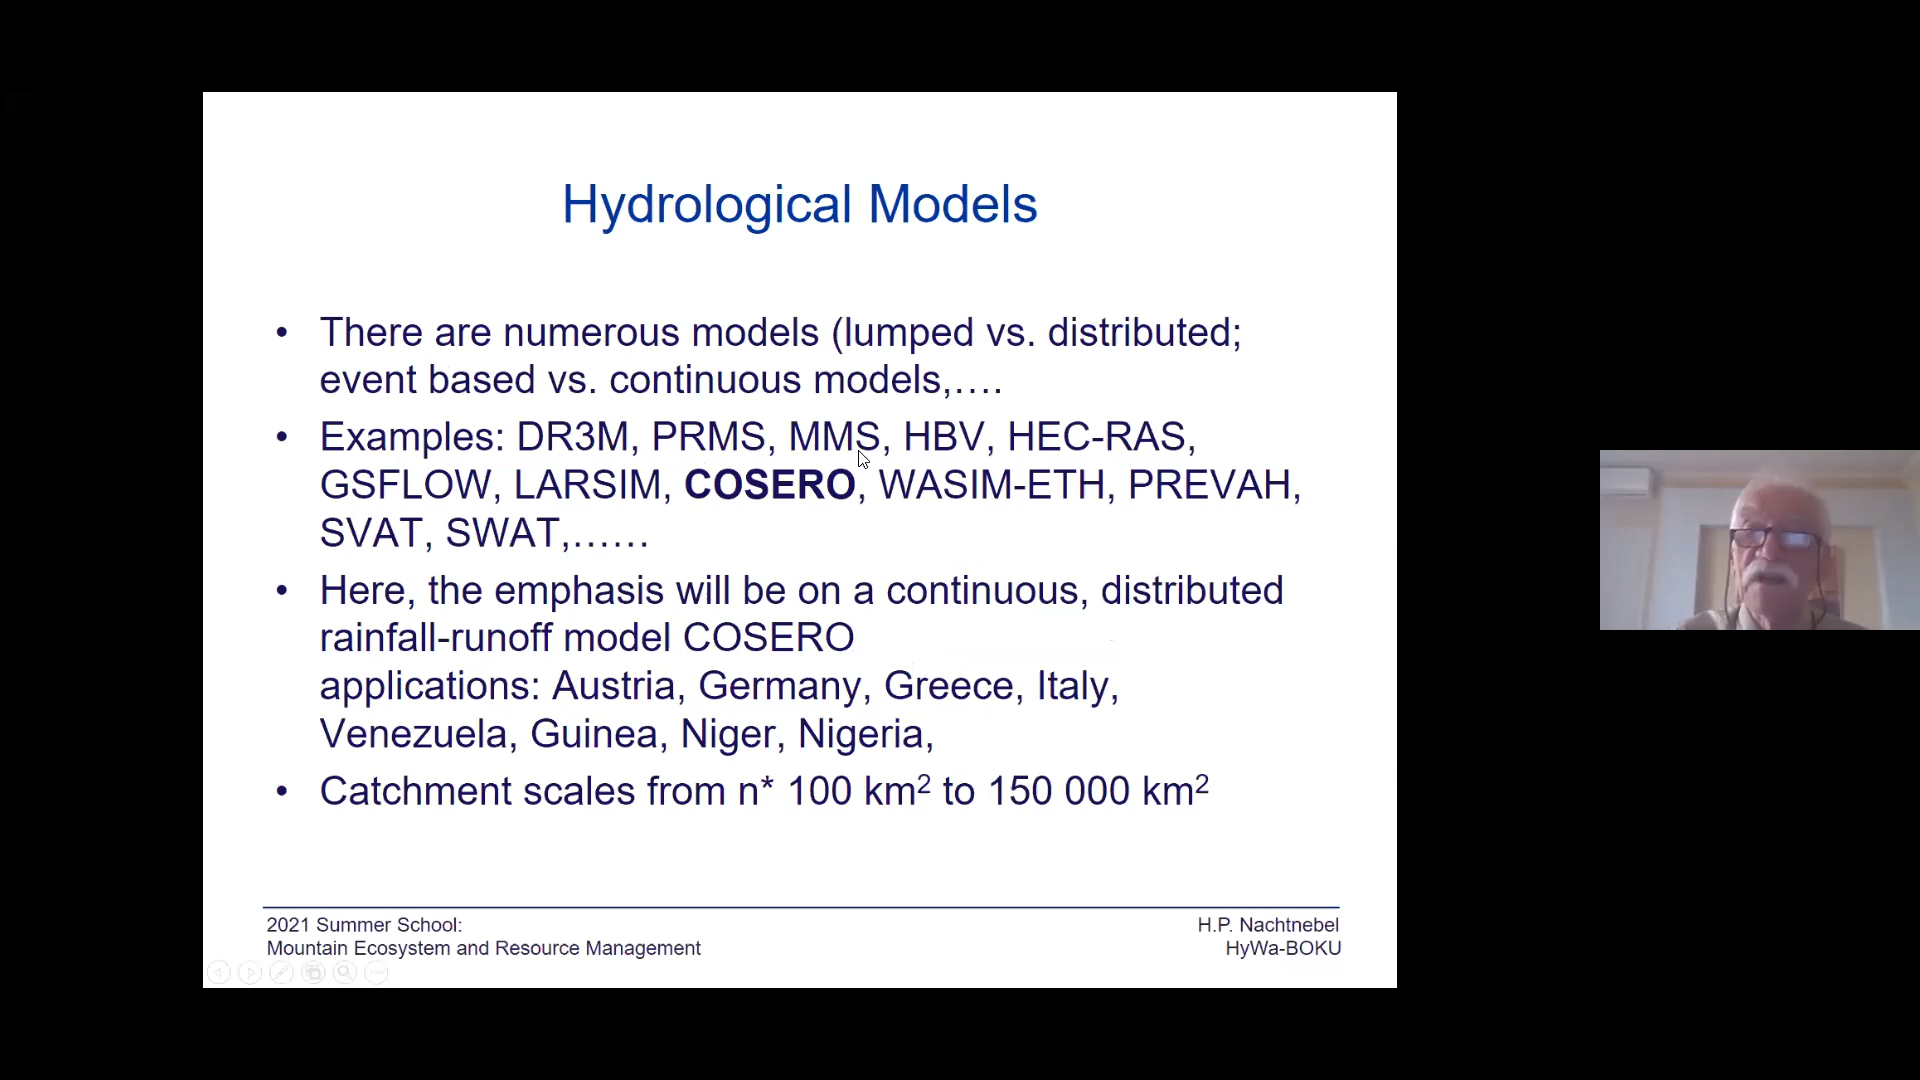 Hydrological Models
• There are numerous models (lumped vs. distributed;
event based vs. continuous models,….
• Examples: DR3M, PRMS, MMS, HBV, HEC-RAS,
GSFLOW, LARSIM, COSERO, WASIM-ETH, PREVAH,
SVAT, SWAT,……
• Here, the emphasis will be on a continuous, distributed
rainfall-runoff model COSERO
applications: Austria, Germany, Greece, Italy,
Venezuela, Guinea, Niger, Nigeria,
• Catchment scales from n* 100 km² to 150 000 km²
2021 Summer School:
Mountain Ecosystem and Resource Management
H.P. Nachtnebel
HyWa-BOKU